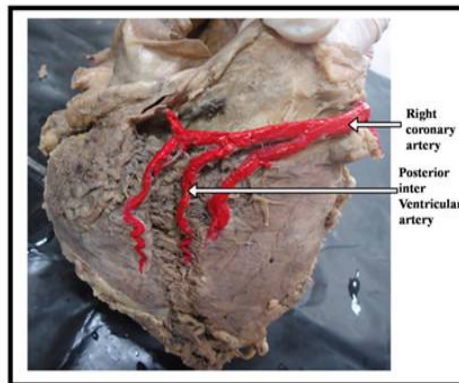 Right
coronary
artery
Posterior
inter
Ventricular
artery